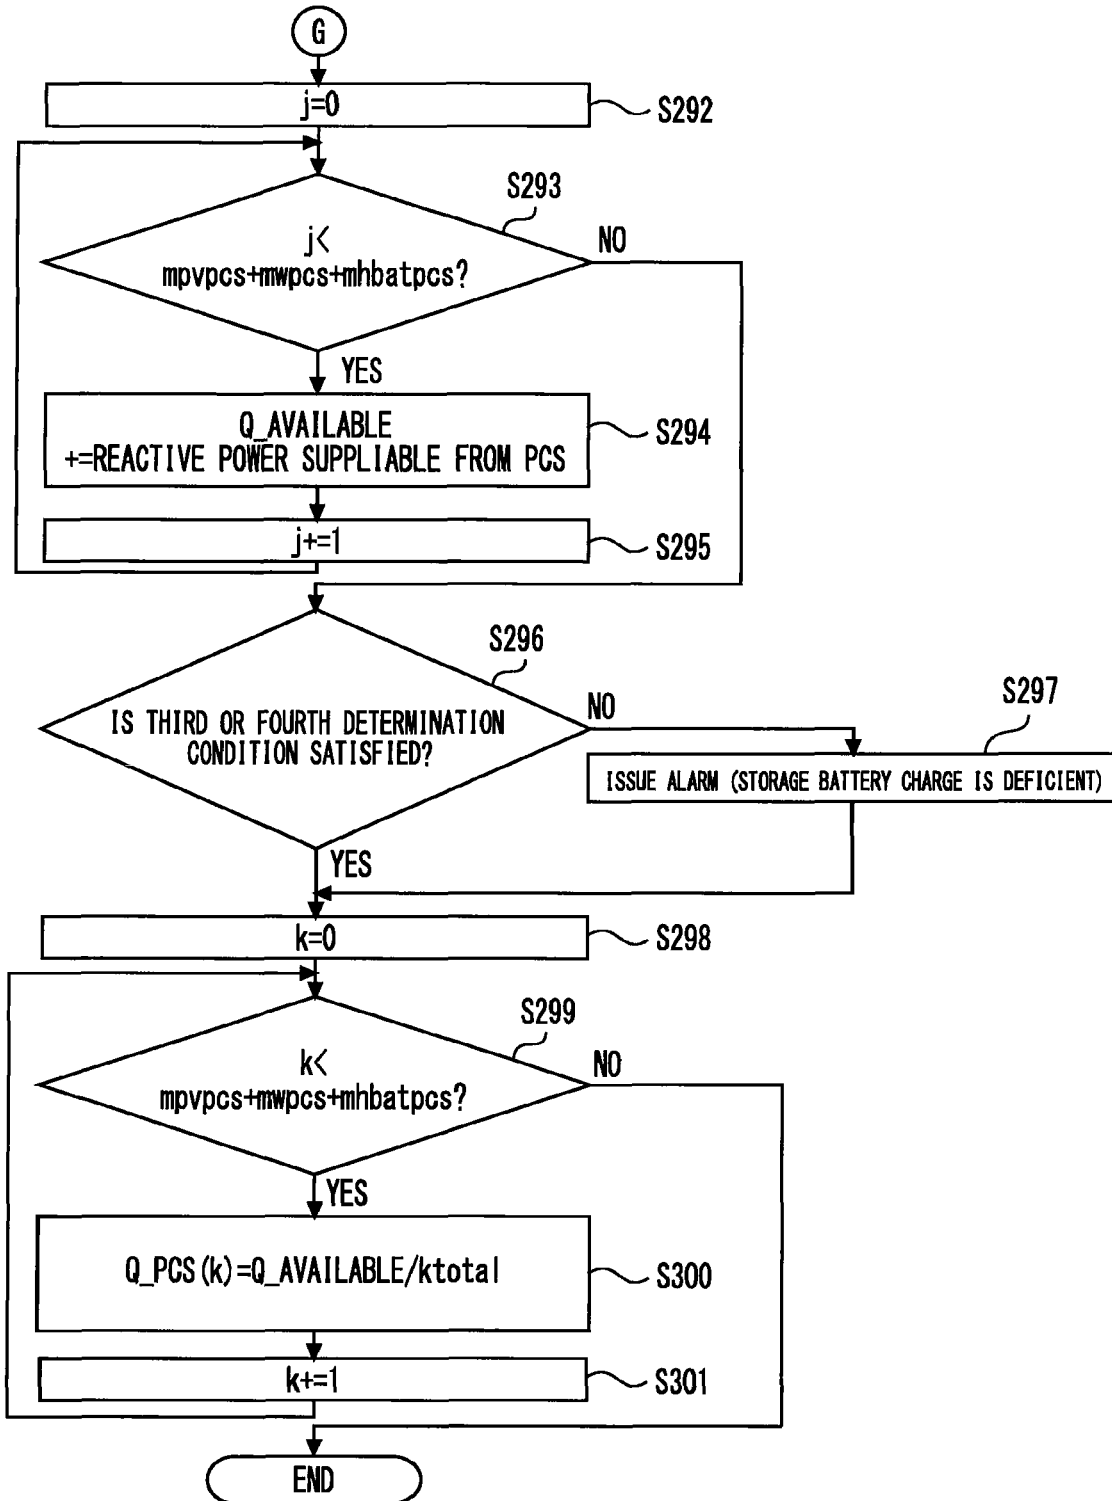 G
j=0
S292
S293
j<
mpvpcs+mwpcs+mhbatpcs?
NO
YES
Q_AVAILABLE
+=REACTIVE POWER SUPPLIABLE FROM PCS
S294
j+=1
S295
S296
IS THIRD OR FOURTH DETERMINATION
CONDITION SATISFIED?
NO
S297
ISSUE ALARM (STORAGE BATTERY CHARGE IS DEFICIENT)
YES
k=0
S298
S299
k<
mpvpcs+mwpcs+mhbatpcs?
NO
YES
Q_PCS(k)=Q_AVAILABLE/ktotal
S300
k+=1
S301
END